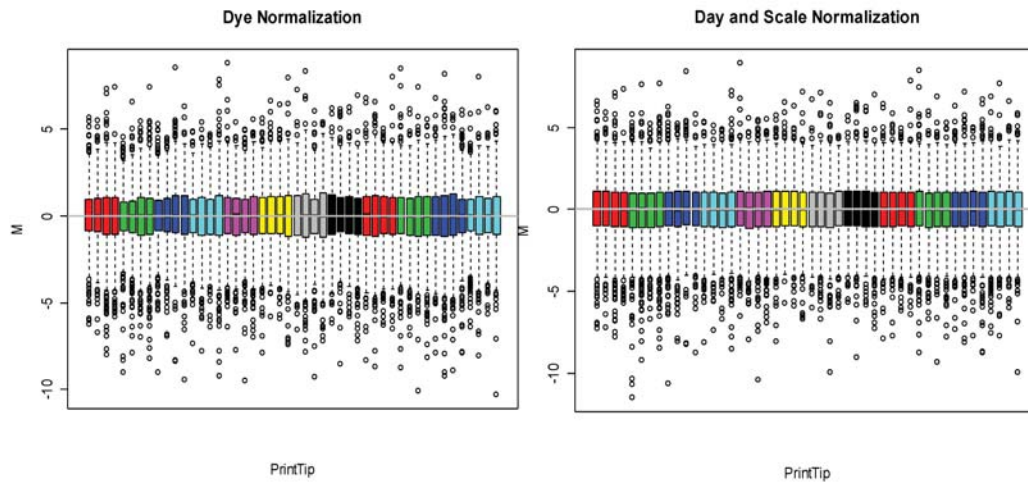 Dye Normalization
5
0
-5
-10
M
PrintTip
Day and Scale Normalization
5
0
-5
-10
M
PrintTip